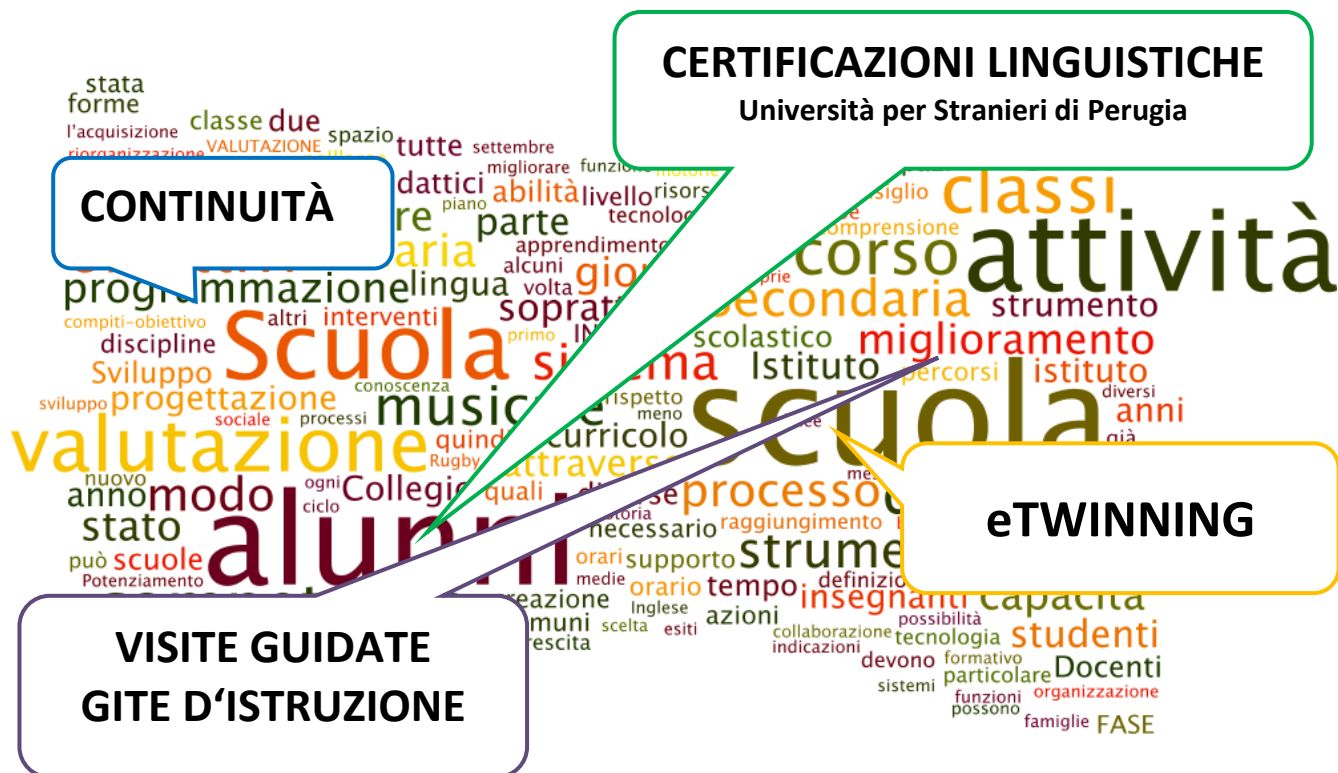 CERTIFICAZIONI LINGUISTICHE
Università per Stranieri di Perugia
CONTINUITÀ
eTWINNING
VISITE GUIDATE
GITE D‘ISTRUZIONE
stata
forme
l’acquisizione
classe
due
spazio
riorganizzazione
VALUTAZIONE
tutte
settembre
migliorare
abilità
livello
piano
parte
apprendimento
alcuni
volta
lingua
programmazione
classi
attività
corso
secondaria
strumento
compiti-obiettivo
altri
interventi
primo
discipline
Scuola
scolastico
miglioramento
Istituto
percorsi
istituto
Sviluppo
conoscenza
sviluppo
progettazione
sociale
processi
rispetto
meno
scuola
diversi
anni
già
valutazione
Rugby
curricolo
nuovo
anno
modo
ogni
ciclo
Collegio
quali
processo
stato
alunni
necessario
raggiungimento
può
scuole
Potenziamento
orari
supporto
medie
orario
tempo
insegnanti
capacità
Inglese
scelta
esiti
azioni
possibilità
collaborazione
tecnologia
studenti
indicazioni
devono
formativo
particolare
Docenti
sistemi
funzioni
organizzazione
possono
famiglie
FASE